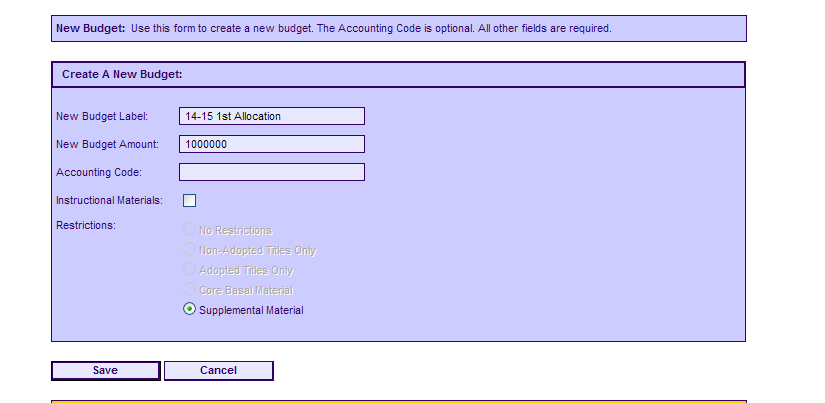 New Budget: Use this form to create a new budget. The Accounting Code is optional. All other fields are required.
Create A New Budget:
New Budget Label: 14-15 1st Allocation
New Budget Amount: 1000000
Accounting Code:
Instructional Materials:
Restrictions:
No Restrictions
Non-Adopted Titles Only
Adopted Titles Only
Core Basal Material
Supplemental Material
Save Cancel